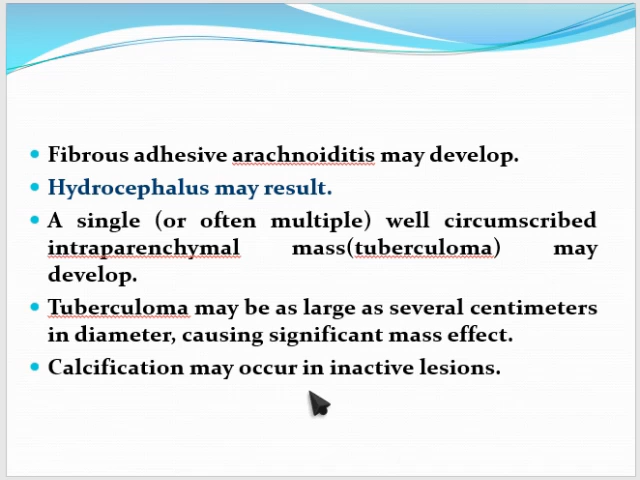 Fibrous adhesive arachnoiditis may develop.
Hydrocephalus may result.
A single (or often multiple) well circumscribed
intraparenchymal mass(tuberculoma) may
develop.
Tuberculoma may be as large as several centimeters
in diameter, causing significant mass effect.
Calcification may occur in inactive lesions.